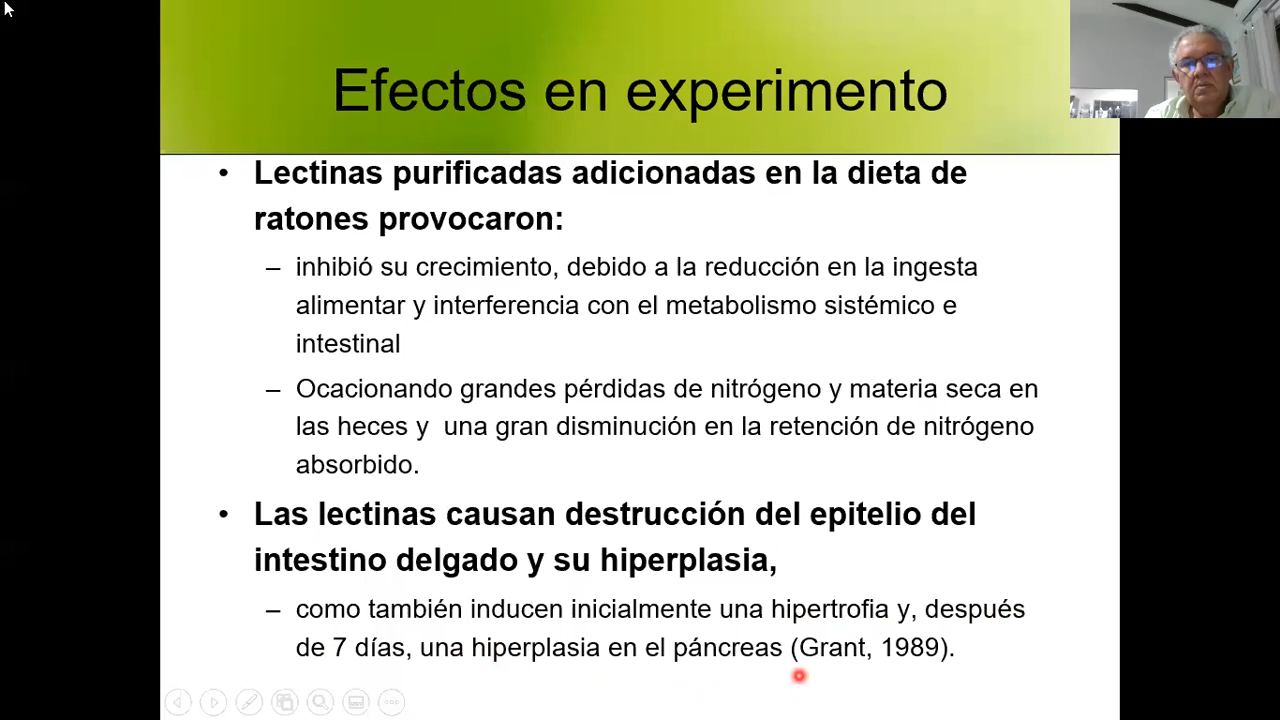 Efectos en experimento
• Lectinas purificadas adicionadas en la dieta de
ratones provocaron:
– inhibió su crecimiento, debido a la reducción en la ingesta
alimentar y interferencia con el metabolismo sistémico e
intestinal
– Ocacionando grandes pérdidas de nitrógeno y materia seca en
las heces y  una gran disminución en la retención de nitrógeno
absorbido.
• Las lectinas causan destrucción del epitelio del
intestino delgado y su hiperplasia,
– como también inducen inicialmente una hipertrofia y, después
de 7 días, una hiperplasia en el páncreas (Grant, 1989).